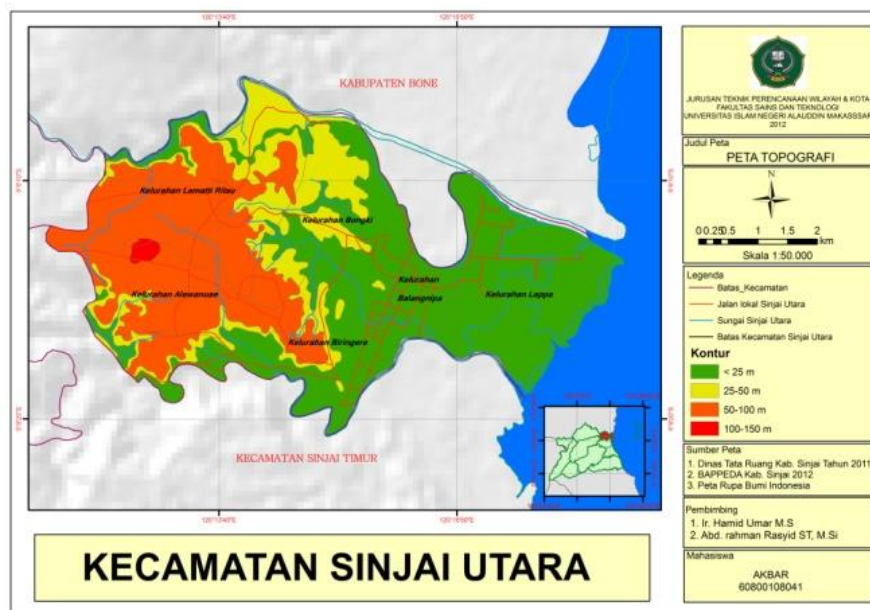 KABUPATEN BONE
Kelurahan Lamatti Rilau
Kelurahan Bongki
Kelurahan
Balangnipa
Kelurahan Lappa
Kelurahan Alewanuae
Kelurahan Biringere
KECAMATAN SINJAI TIMUR
KECAMATAN SINJAI UTARA
JURUSAN TEKNIK PERENCANAAN WILAYAH & KOTA
FAKULTAS SAINS DAN TEKNOLOGI
UNIVERSITAS ISLAM NEGERI ALAUDDIN MAKASSSAR
2012
Judul Peta
PETA TOPOGRAFI
N
0 0.25 0.5 1 1.5 2
km
Skala 1:50.000
Legenda
Batas_Kecamatan
Jalan lokal Sinjai Utara
Sungai Sinjai Utara
Batas Kecamatan Sinjai Utara
Kontur
< 25 m
25-50 m
50-100 m
100-150 m
Sumber Peta
1. Dinas Tata Ruang Kab. Sinjai Tahun 2011
2. BAPPEDA Kab. Sinjai 2012
3. Peta Rupa Bumi Indonesia
Pembimbing
1. Ir. Hamid Umar M.S
2. Abd. rahman Rasyid ST, M.Si
Mahasiswa
AKBAR
60800108041